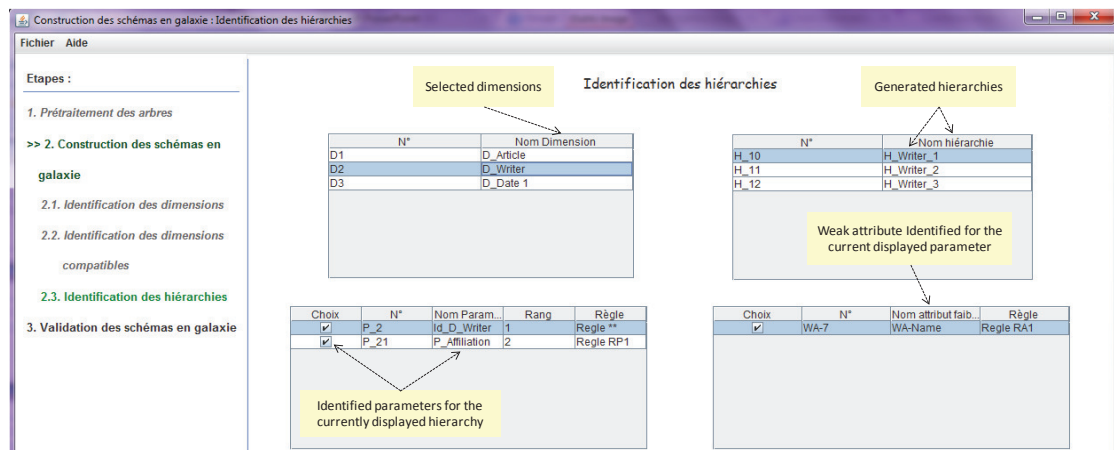 Construction des schémas en galaxie : Identification des hiérarchies
Fichier Aide
Etapes :
1. Prétraitement des arbres
>> 2. Construction des schémas en
galaxie
2.1. Identification des dimensions
2.2. Identification des dimensions
compatibles
2.3. Identification des hiérarchies
3. Validation des schémas en galaxie
Selected dimensions
Identification des hiérarchies
Generated hierarchies
N° Nom Dimension
D1 D_Article
D2 D_Writer
D3 D_Date 1
N° Nom hiérarchie
H_10 H_Writer_1
H_11 H_Writer_2
H_12 H_Writer_3
Weak attribute Identified for the
current displayed parameter
Choix N° Nom Param... Rang Règle
P_2 Id_D_Writer 1 Regle **
P_21 P_Affiliation 2 Regle RP1
Identified parameters for the
currently displayed hierarchy
Choix N° Nom attribut faib... Règle
WA-7 WA-Name Regle RA1